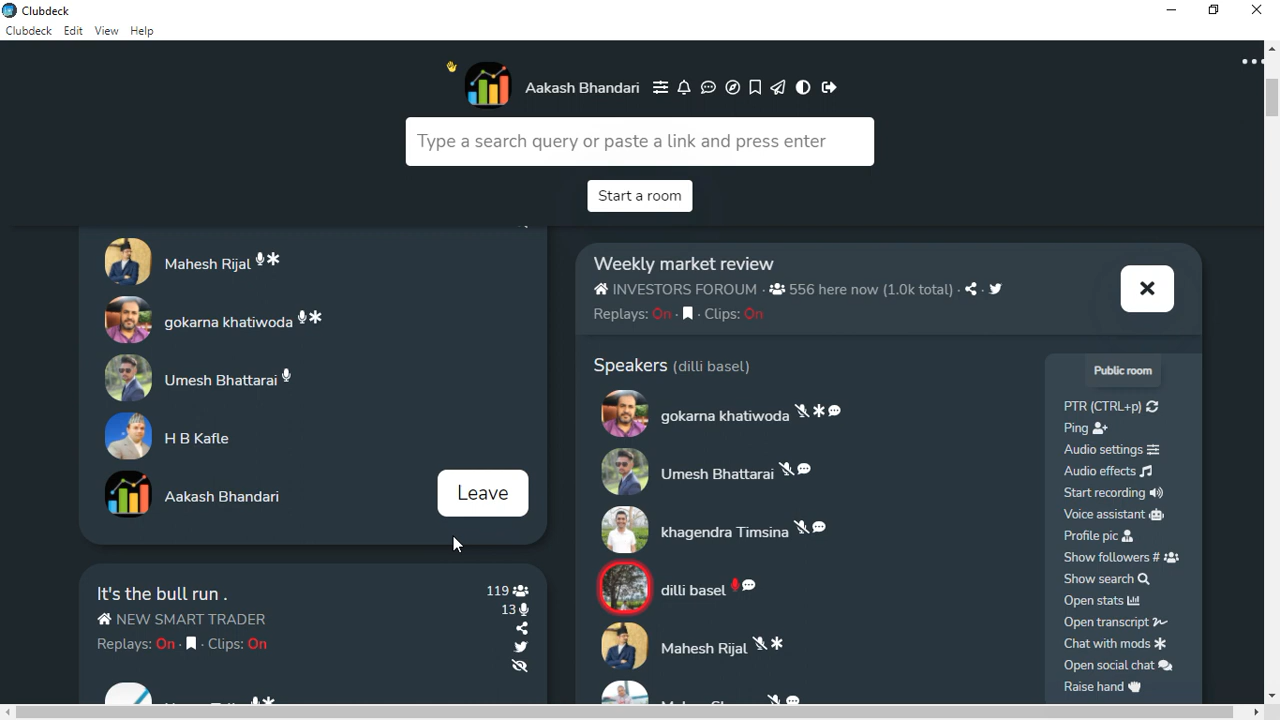 Clubdeck
Clubdeck Edit View Help
Aakash Bhandari
Type a search query or paste a link and press enter
Start a room
Mahesh Rijal
gokarna khatiwoda
Umesh Bhattarai
H B Kafle
Aakash Bhandari
Leave
It's the bull run .
119
NEW SMART TRADER
13
Replays: On · Clips: On
Weekly market review
INVESTORS FOROUM · 556 here now (1.0k total) · ·
Replays: On · · Clips: On
Speakers (dilli basel)
gokarna khatiwoda
Umesh Bhattarai
khagendra Timsina
dilli basel
Mahesh Rijal
Public room
PTR (CTRL+p)
Ping
Audio settings
Audio effects
Start recording
Voice assistant
Profile pic
Show followers #
Show search
Open stats
Open transcript
Chat with mods
Open social chat
Raise hand